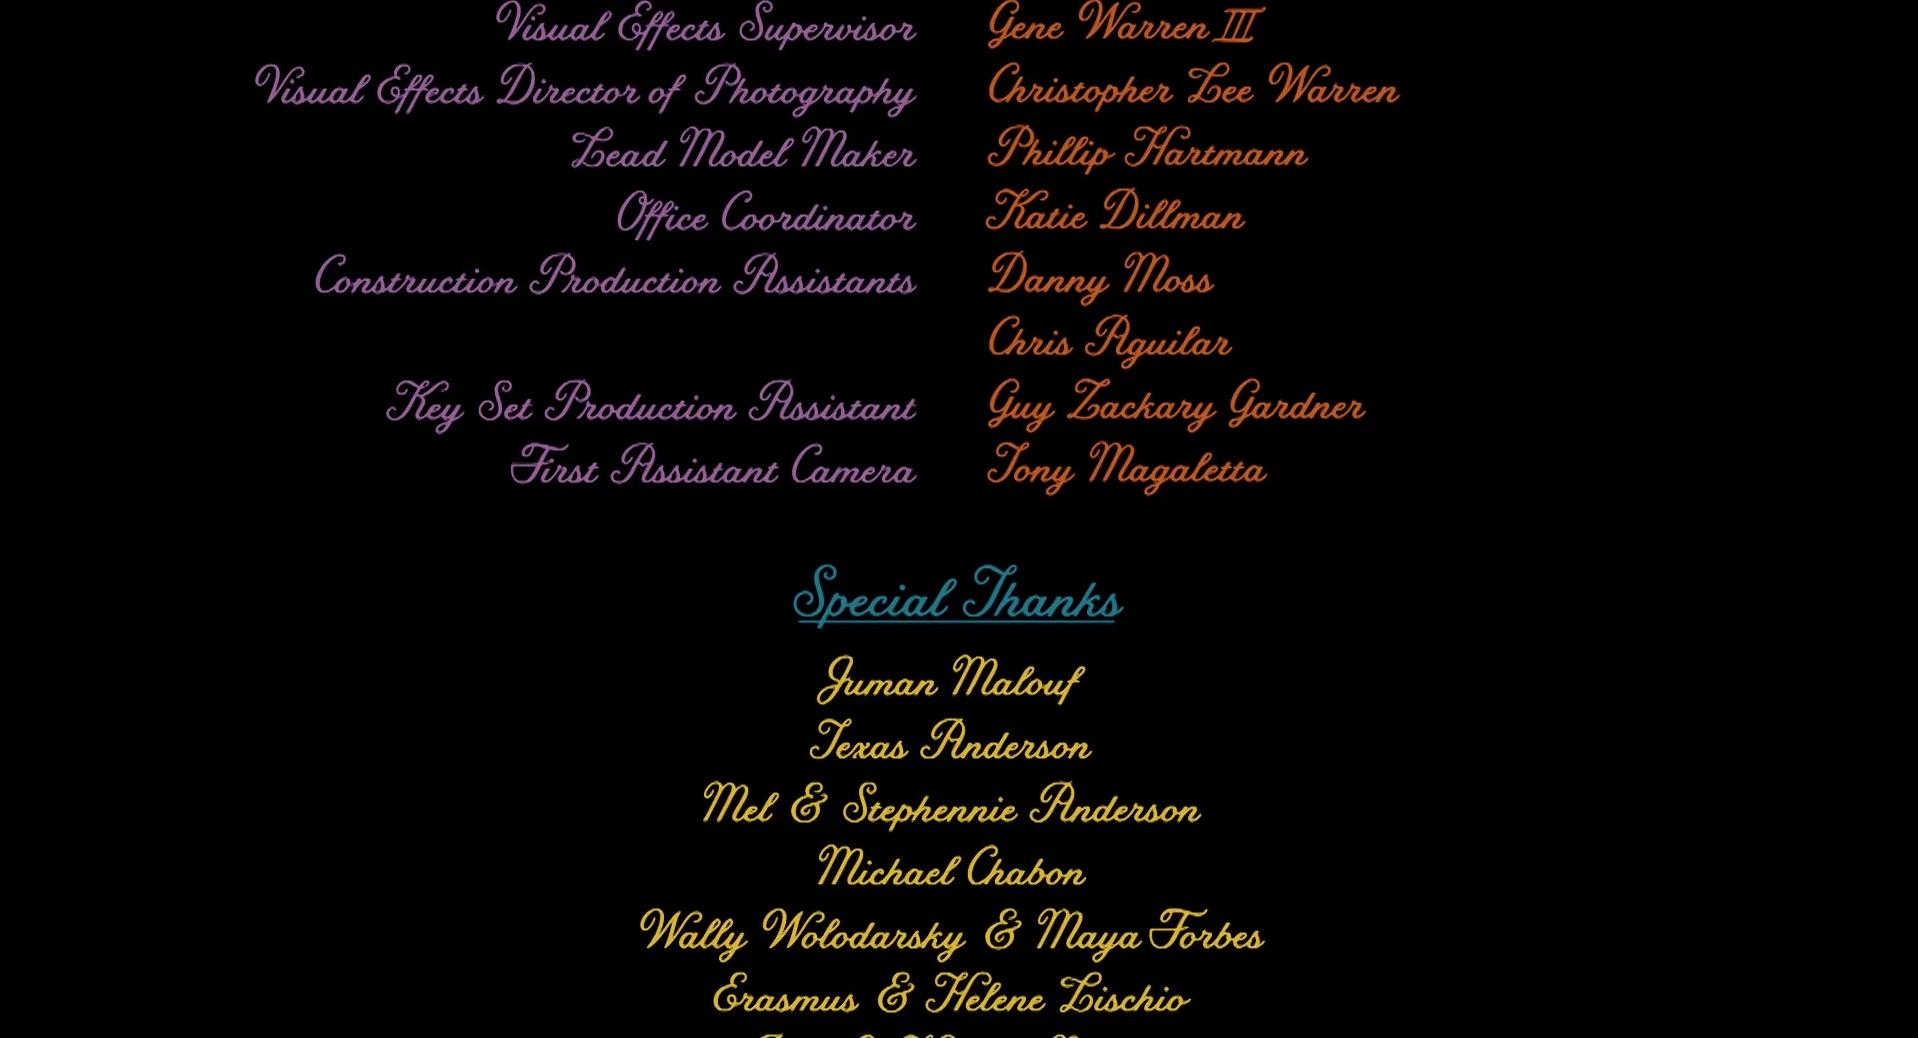 Visual Effects Supervisor Gene Warren III
Visual Effects Director of Photography Christopher Lee Warren
Lead Model Maker Phillip Hartmann
Office Coordinator Katie Dillman
Construction Production Assistants Danny Moss
Chris Aguilar
Key Set Production Assistant Guy Zackary Gardner
First Assistant Camera Tony Magaletta
Special Thanks
Juman Malouf
Texas Anderson
Mel & Stephennie Anderson
Michael Chabon
Wally Wolodarsky & Maya Forbes
Erasmus & Helene Lischio